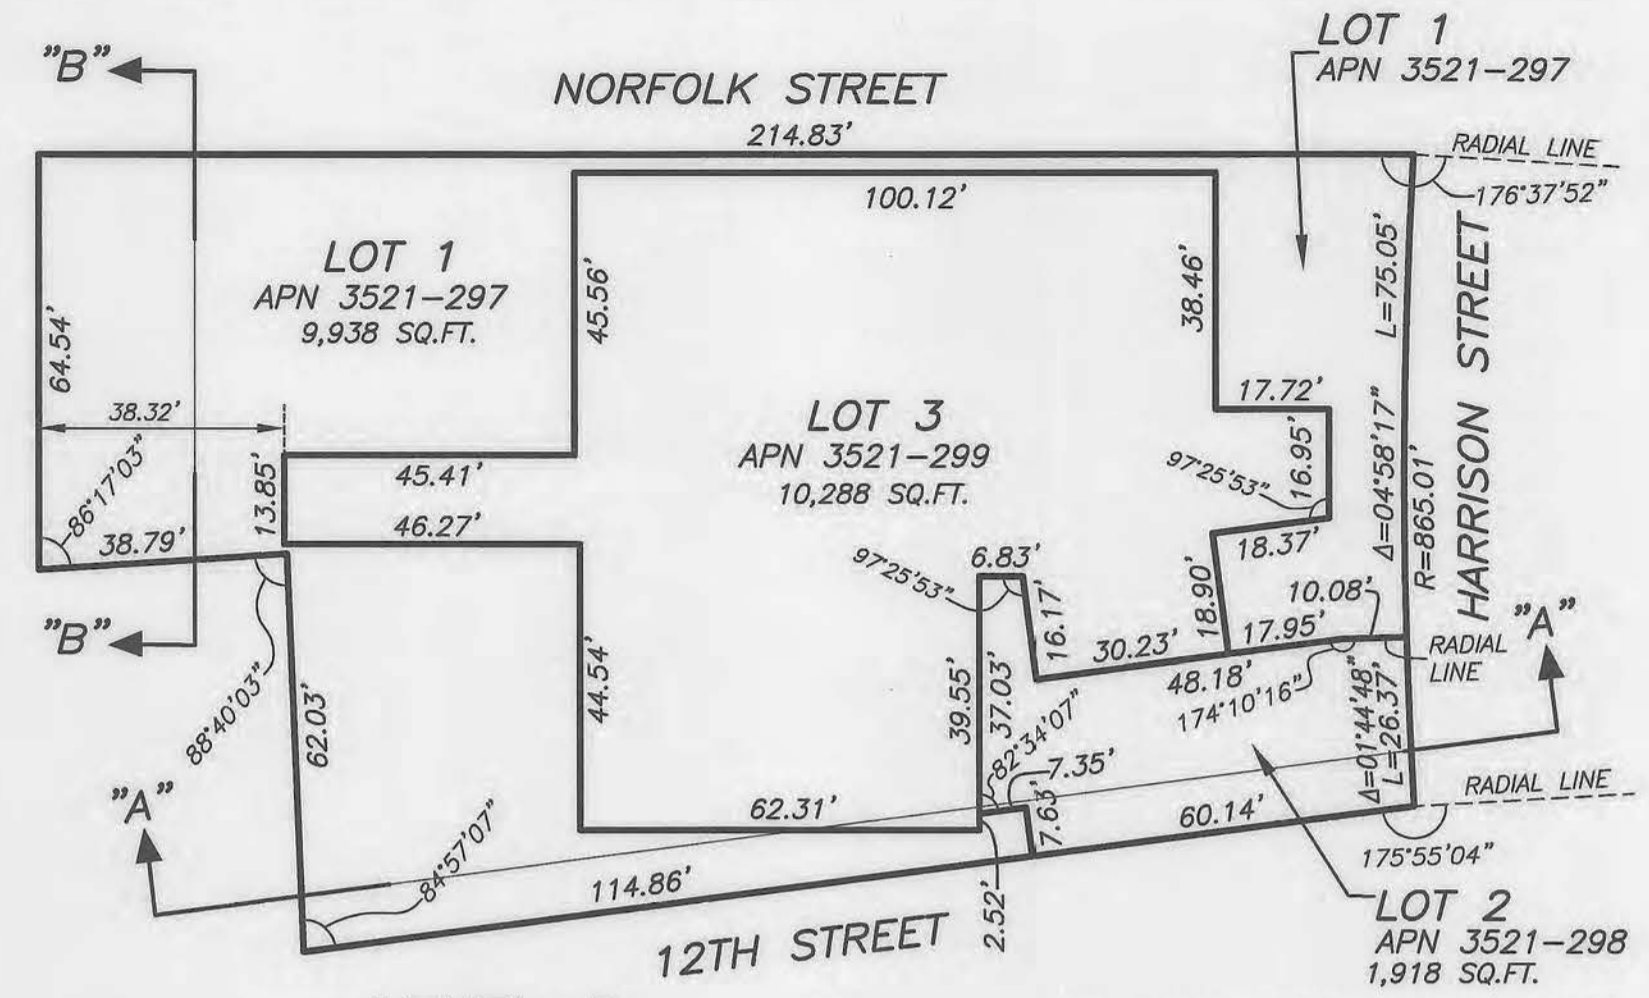 "B"
NORFOLK STREET
214.83'
LOT 1
APN 3521-297
RADIAL LINE
176°37'52"
100.12'
LOT 1
APN 3521-297
9,938 SQ.FT.
64.54'
45.56'
38.46'
L=75.05'
HARRISON STREET
38.32'
17.72'
LOT 3
APN 3521-299
10,288 SQ.FT.
86°17'03"
13.85'
45.41'
97°25'53"
16.95'
Δ=04°58'17"
R=865.01'
38.79'
46.27'
18.37'
97°25'53"
6.83'
16.17'
18.90'
10.08'
17.95'
30.23'
"B"
"A"
RADIAL
LINE
88°40'03"
62.03'
44.54'
39.55'
37.03'
48.18'
174°10'16"
Δ=01°44'48"
L=26.37'
82°34'07"
7.35'
"A"
62.31'
7.63'
60.14'
RADIAL LINE
84°57'07"
175°55'04"
114.86'
2.52'
12TH STREET
LOT 2
APN 3521-298
1,918 SQ.FT.